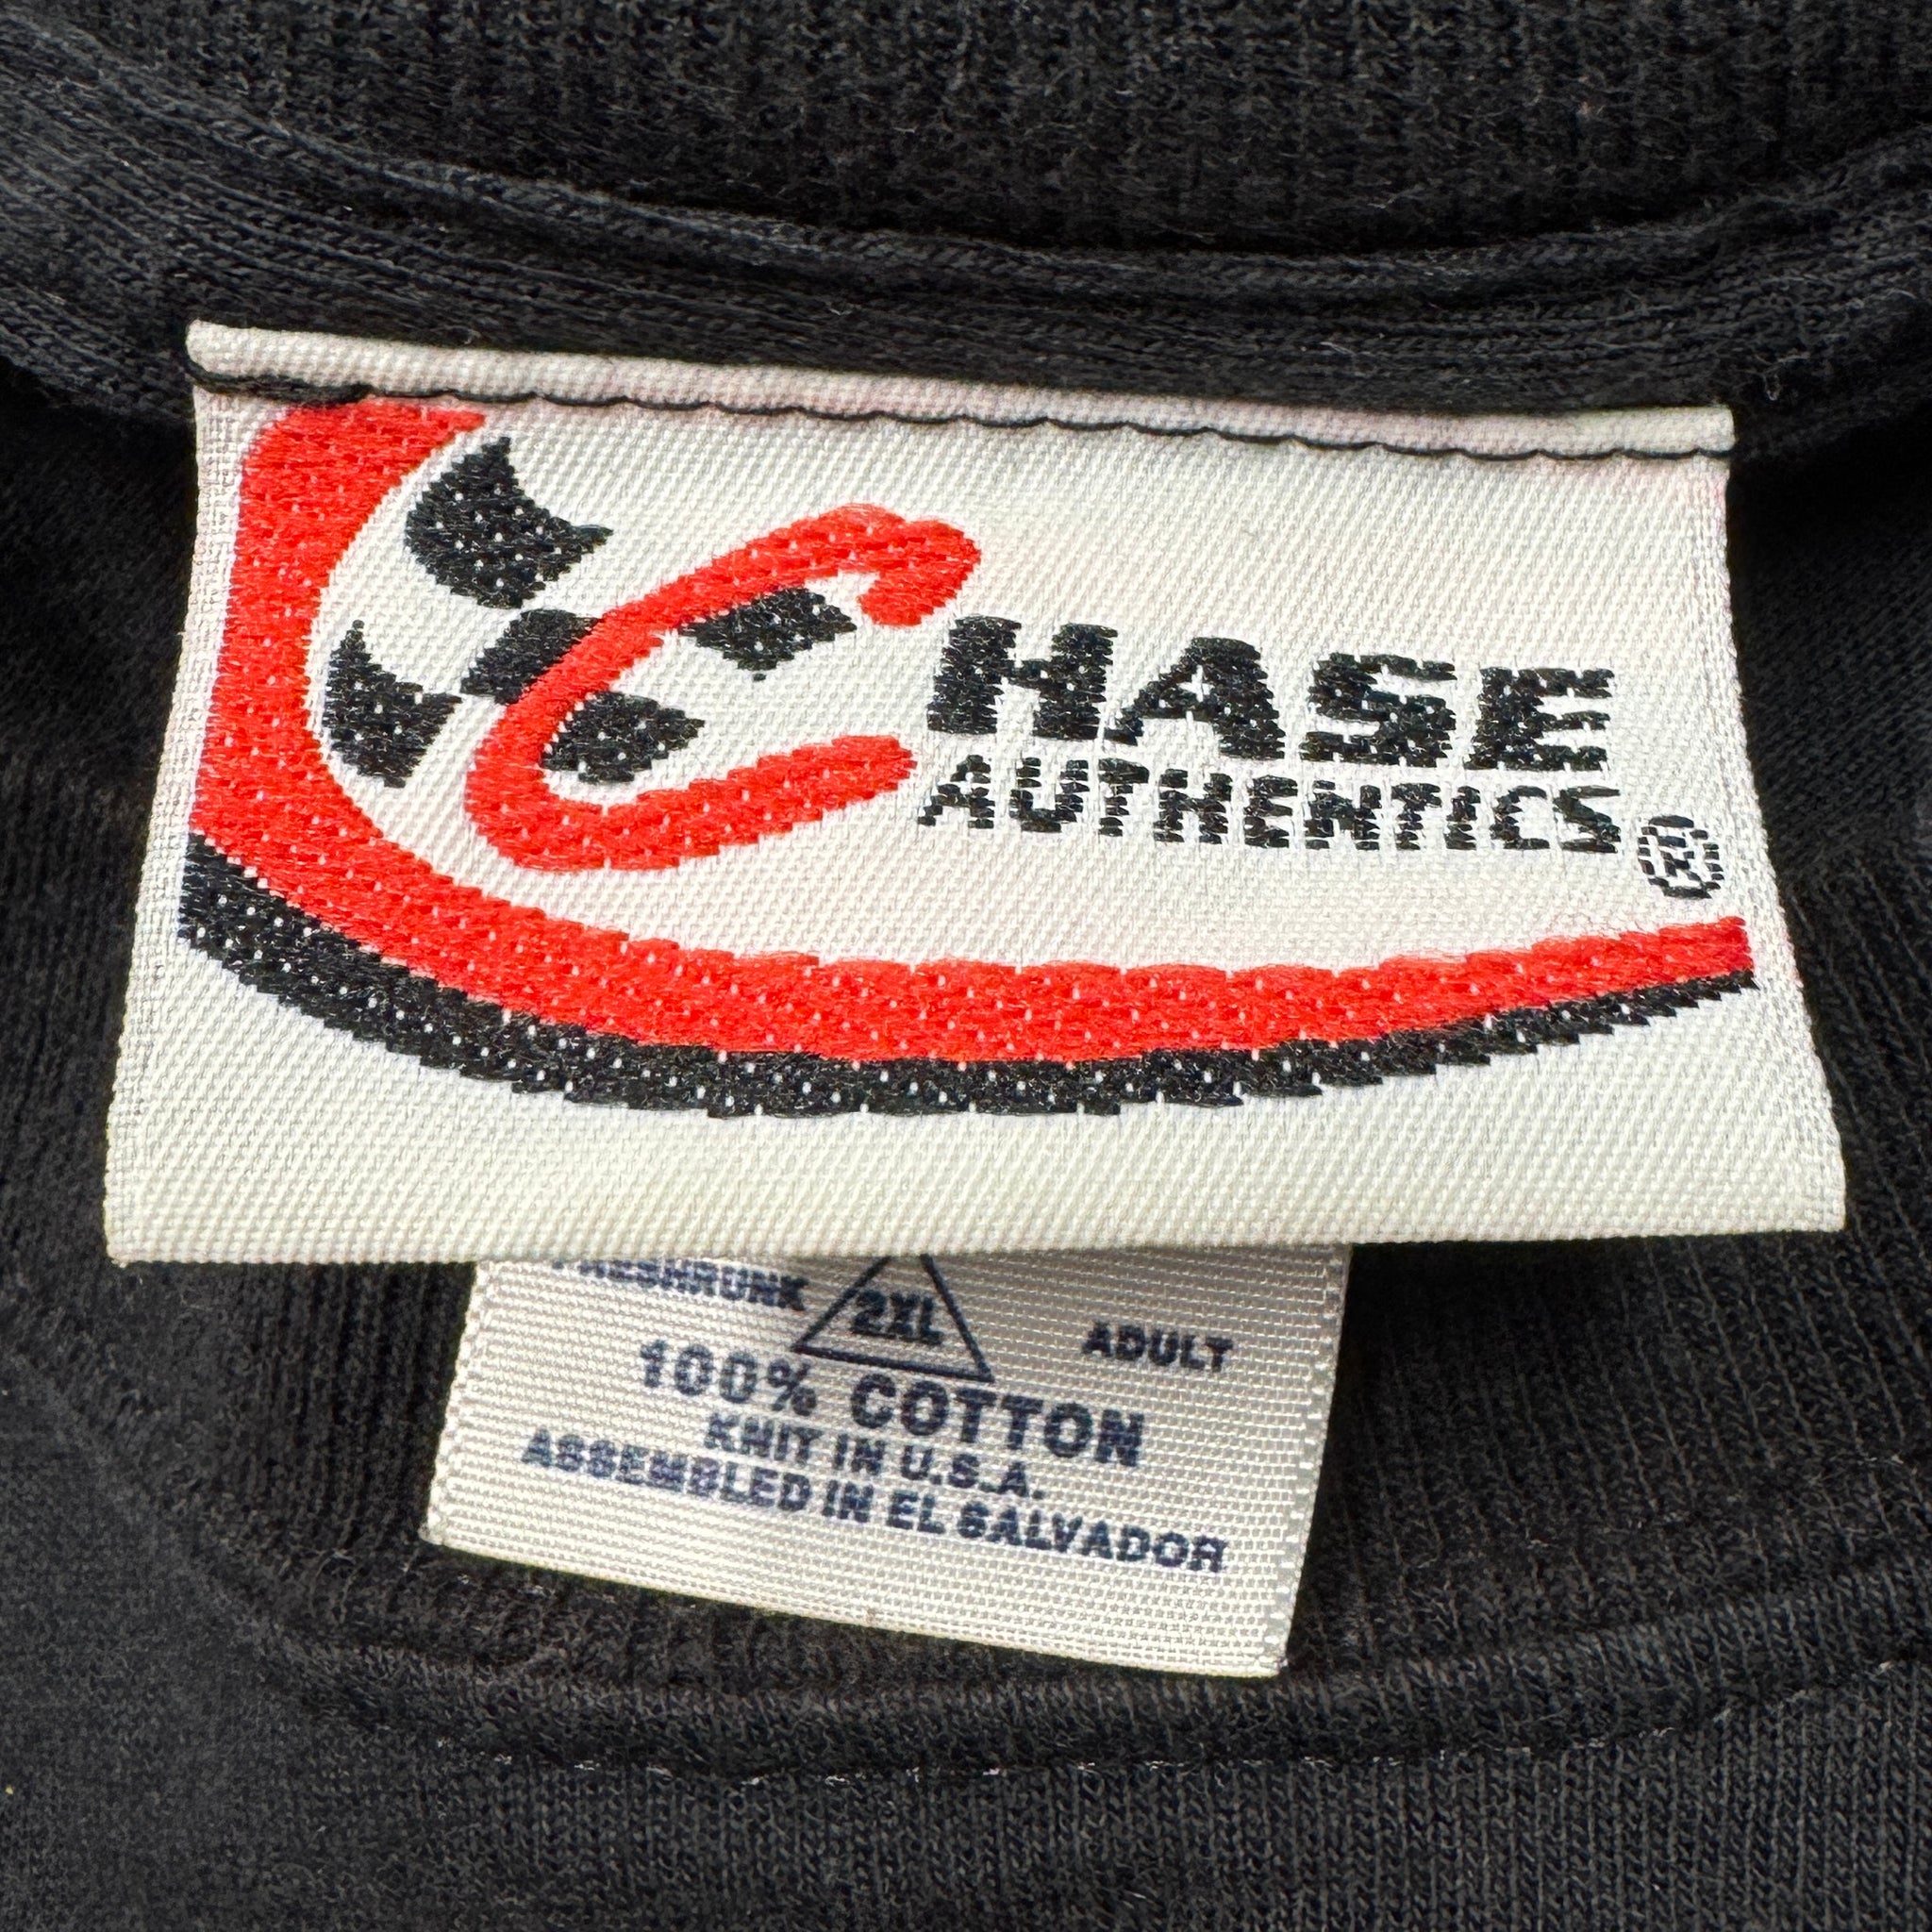 CHASE
AUTHENTICS®
PRESHRUNK 2XL ADULT
100% COTTON
KNIT IN U.S.A.
ASSEMBLED IN EL SALVADOR